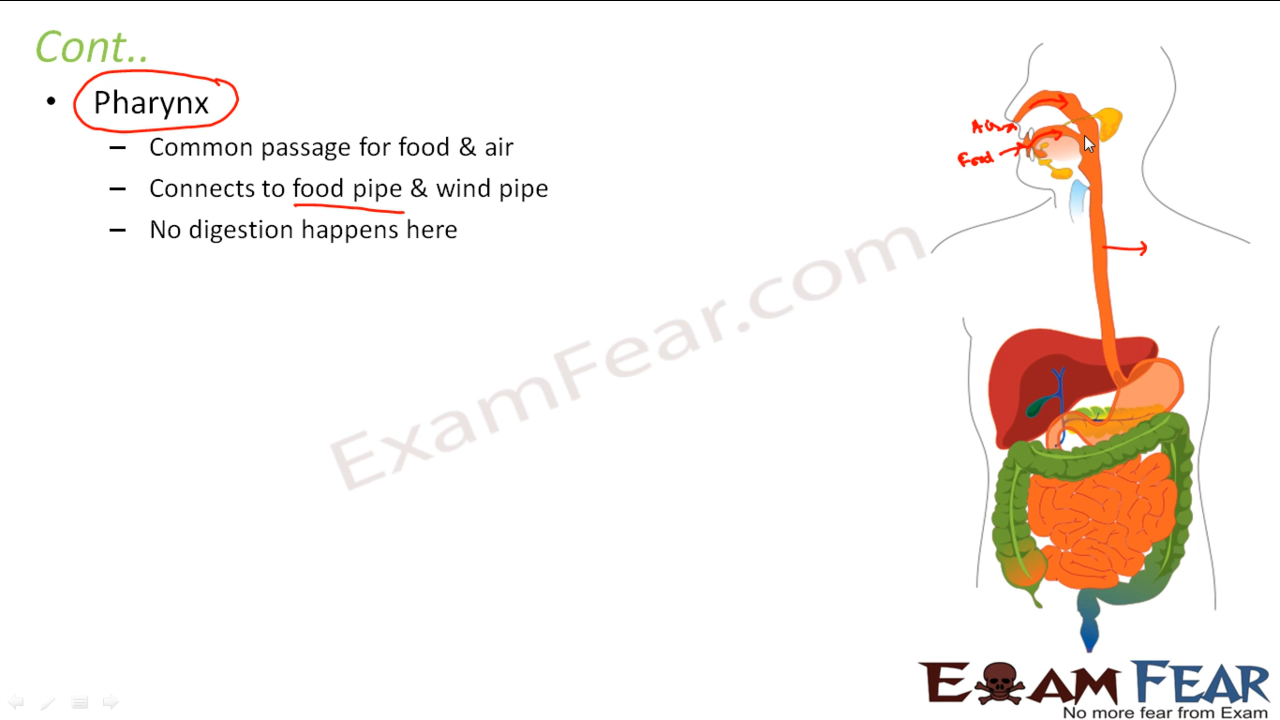 Cont..
• Pharynx
– Common passage for food & air
– Connects to food pipe & wind pipe
– No digestion happens here
Food
ExamFear.com
EXAM FEAR
No more fear from Exam